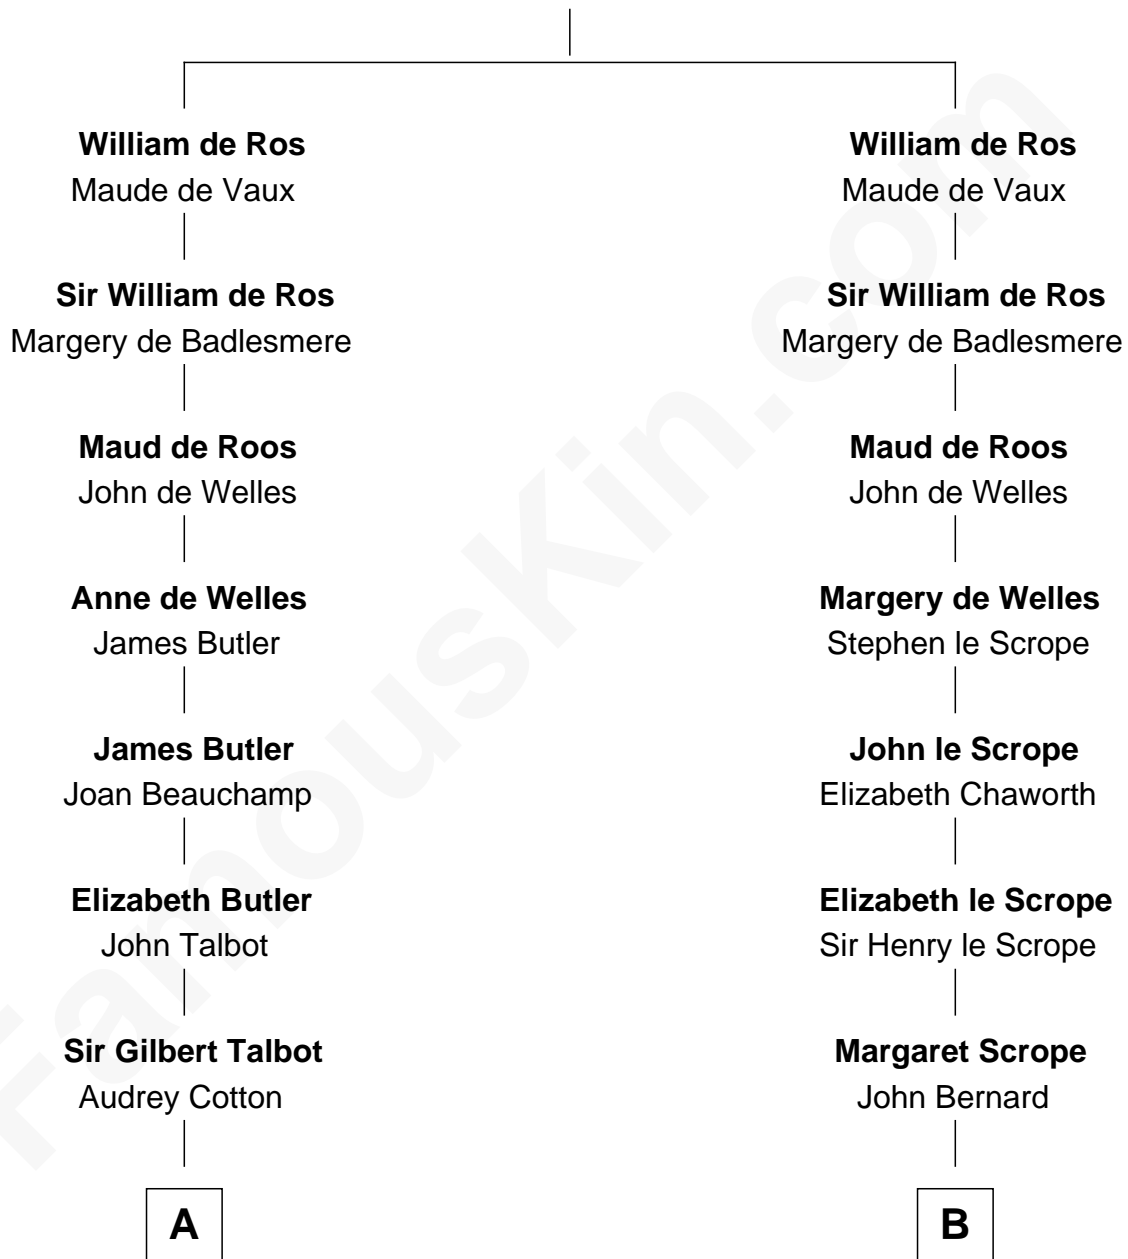 William de Ros
Maude de Vaux
Sir William de Ros
Margery de Badlesmere
Maud de Roos
John de Welles
Anne de Welles
James Butler
James Butler
Joan Beauchamp
Elizabeth Butler
John Talbot
Sir Gilbert Talbot
Audrey Cotton
A
William de Ros
Maude de Vaux
Sir William de Ros
Margery de Badlesmere
Maud de Roos
John de Welles
Margery de Welles
Stephen le Scrope
John le Scrope
Elizabeth Chaworth
Elizabeth le Scrope
Sir Henry le Scrope
Margaret Scrope
John Bernard
B
FamousKin.com